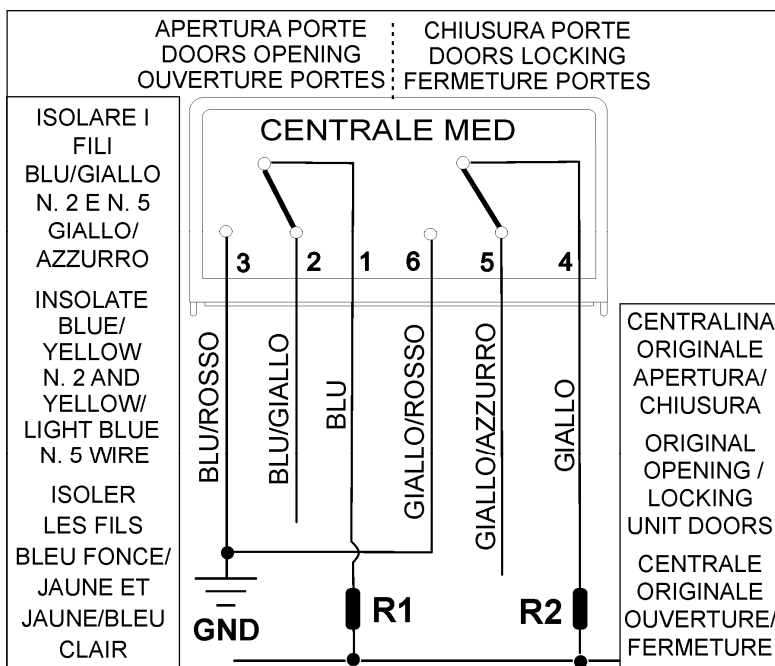 APERTURA PORTE
DOORS OPENING
OUVERTURE PORTES
CHIUSURA PORTE
DOORS LOCKING
FERMETURE PORTES
ISOLARE I
FILI
BLU/GIALLO
N. 2 E N. 5
GIALLO/
AZZURRO
INSOLATE
BLUE/
YELLOW
N. 2 AND
YELLOW/
LIGHT BLUE
N. 5 WIRE
ISOLER
LES FILS
BLEU FONCE/
JAUNE ET
JAUNE/BLEU
CLAIR
CENTRALE MED
3 2 1 6 5 4
BLU/ROSSO
BLU/GIALLO
BLU
GIALLO/ROSSO
GIALLO/AZZURRO
GIALLO
GND
R1
R2
CENTRALINA
ORIGINALE
APERTURA/
CHIUSURA
ORIGINAL
OPENING /
LOCKING
UNIT DOORS
CENTRALE
ORIGINALE
OUVERTURE/
FERMETURE